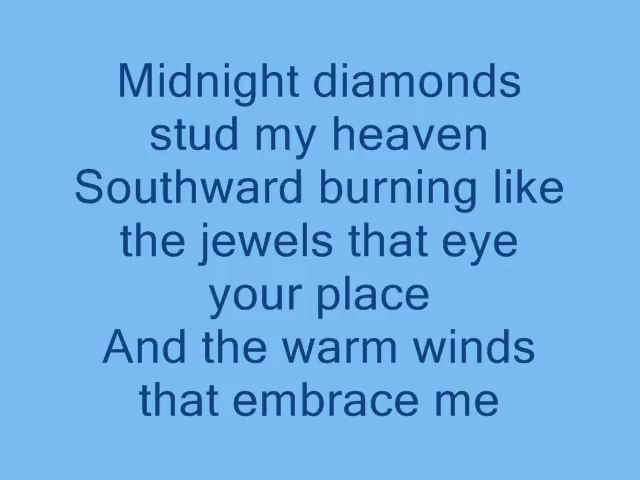 Midnight diamonds
stud my heaven
Southward burning like
the jewels that eye
your place
And the warm winds
that embrace me